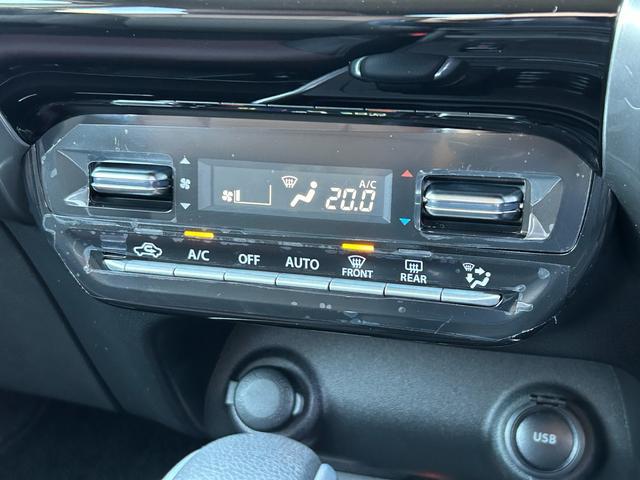 A/C
20.0
A/C OFF AUTO FRONT REAR
USB